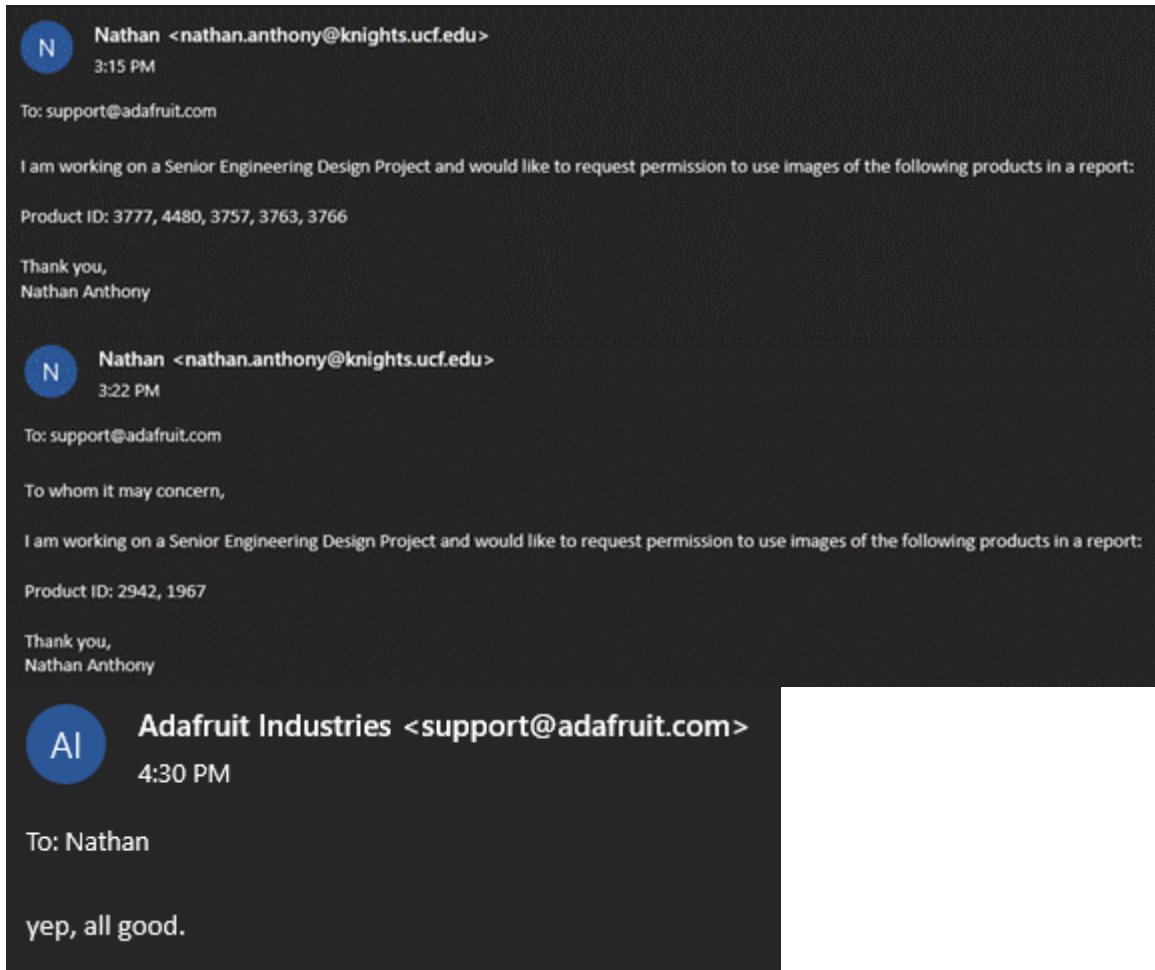 N
Nathan <nathan.anthony@knights.ucf.edu>
3:15 PM
To: support@adafruit.com
I am working on a Senior Engineering Design Project and would like to request permission to use images of the following products in a report:
Product ID: 3777, 4480, 3757, 3763, 3766
Thank you,
Nathan Anthony
N
Nathan <nathan.anthony@knights.ucf.edu>
3:22 PM
To: support@adafruit.com
To whom it may concern,
I am working on a Senior Engineering Design Project and would like to request permission to use images of the following products in a report:
Product ID: 2942, 1967
Thank you,
Nathan Anthony
AI
Adafruit Industries <support@adafruit.com>
4:30 PM
To: Nathan
yep, all good.